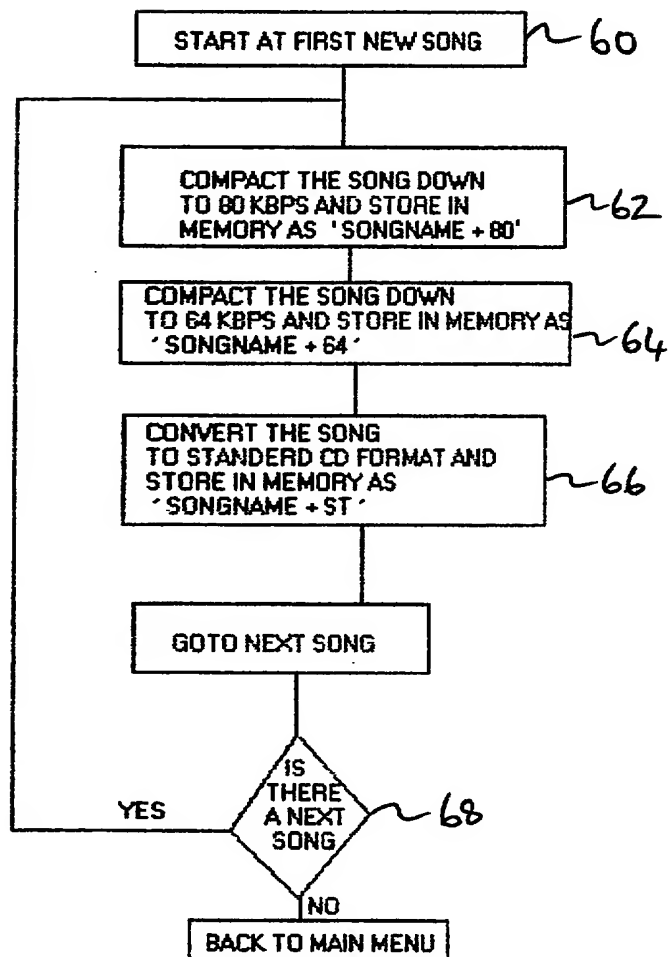 START AT FIRST NEW SONG
60
COMPACT THE SONG DOWN
TO 80 KBPS AND STORE IN
MEMORY AS 'SONGNAME + 80'
62
COMPACT THE SONG DOWN
TO 64 KBPS AND STORE IN MEMORY AS
'SONGNAME + 64'
64
CONVERT THE SONG
TO STANDERD CD FORMAT AND
STORE IN MEMORY AS
'SONGNAME + ST'
66
GOTO NEXT SONG
IS
THERE
A NEXT
SONG
68
YES
NO
BACK TO MAIN MENU